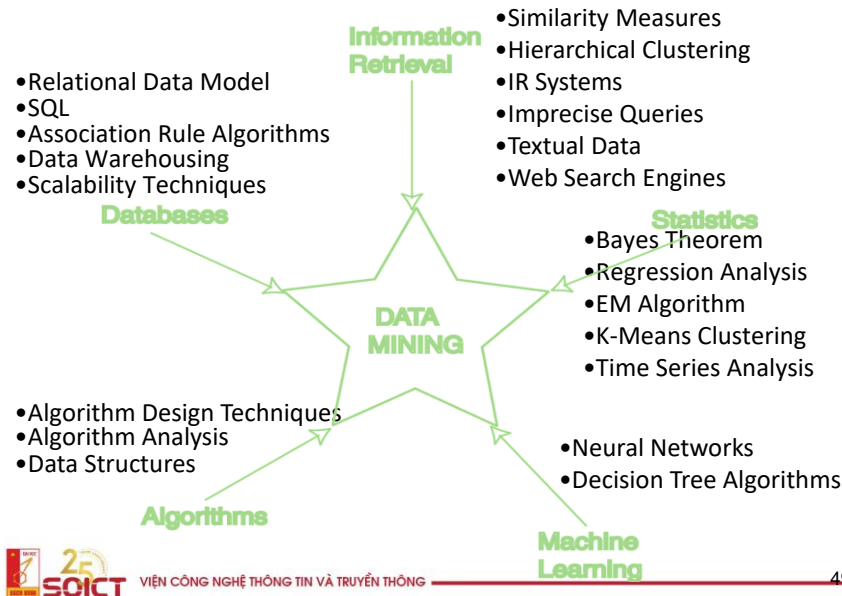 Information
Retrieval
•Similarity Measures
•Hierarchical Clustering
•IR Systems
•Imprecise Queries
•Textual Data
•Web Search Engines
•Relational Data Model
•SQL
•Association Rule Algorithms
•Data Warehousing
•Scalability Techniques
Databases
Statistics
•Bayes Theorem
•Regression Analysis
•EM Algorithm
•K-Means Clustering
•Time Series Analysis
DATA
MINING
•Algorithm Design Techniques
•Algorithm Analysis
•Data Structures
Algorithms
•Neural Networks
•Decision Tree Algorithms
Machine
Learning
25
SOICT
VIỆN CÔNG NGHỆ THÔNG TIN VÀ TRUYỀN THÔNG